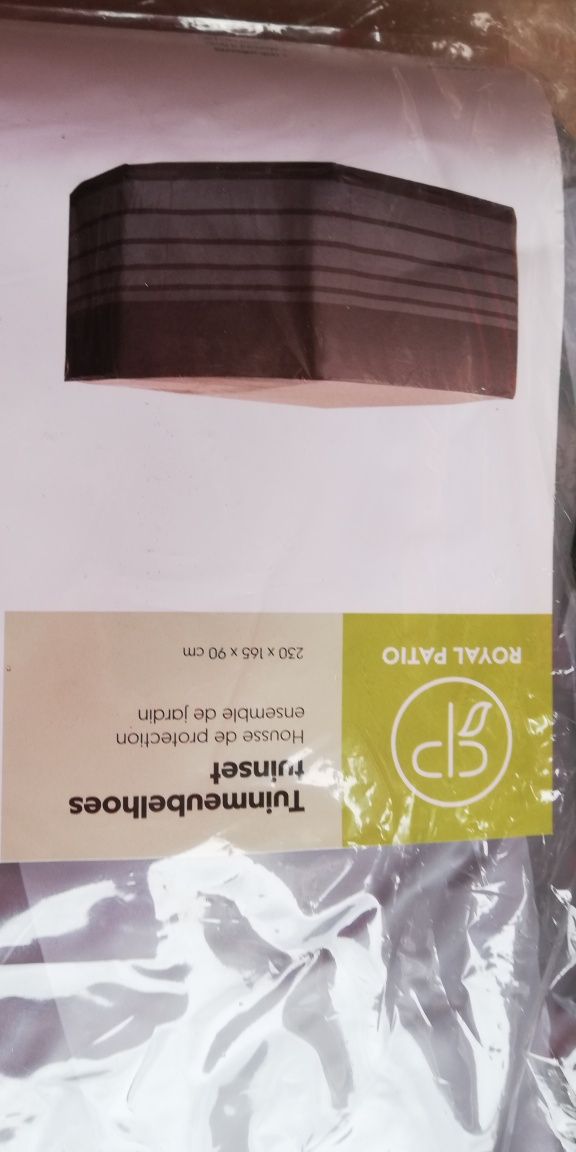 ROYAL PATIO
Tuinmeubelhoes
tuinset
Housse de protection
ensemble de jardin
230 x 165 x 90 cm